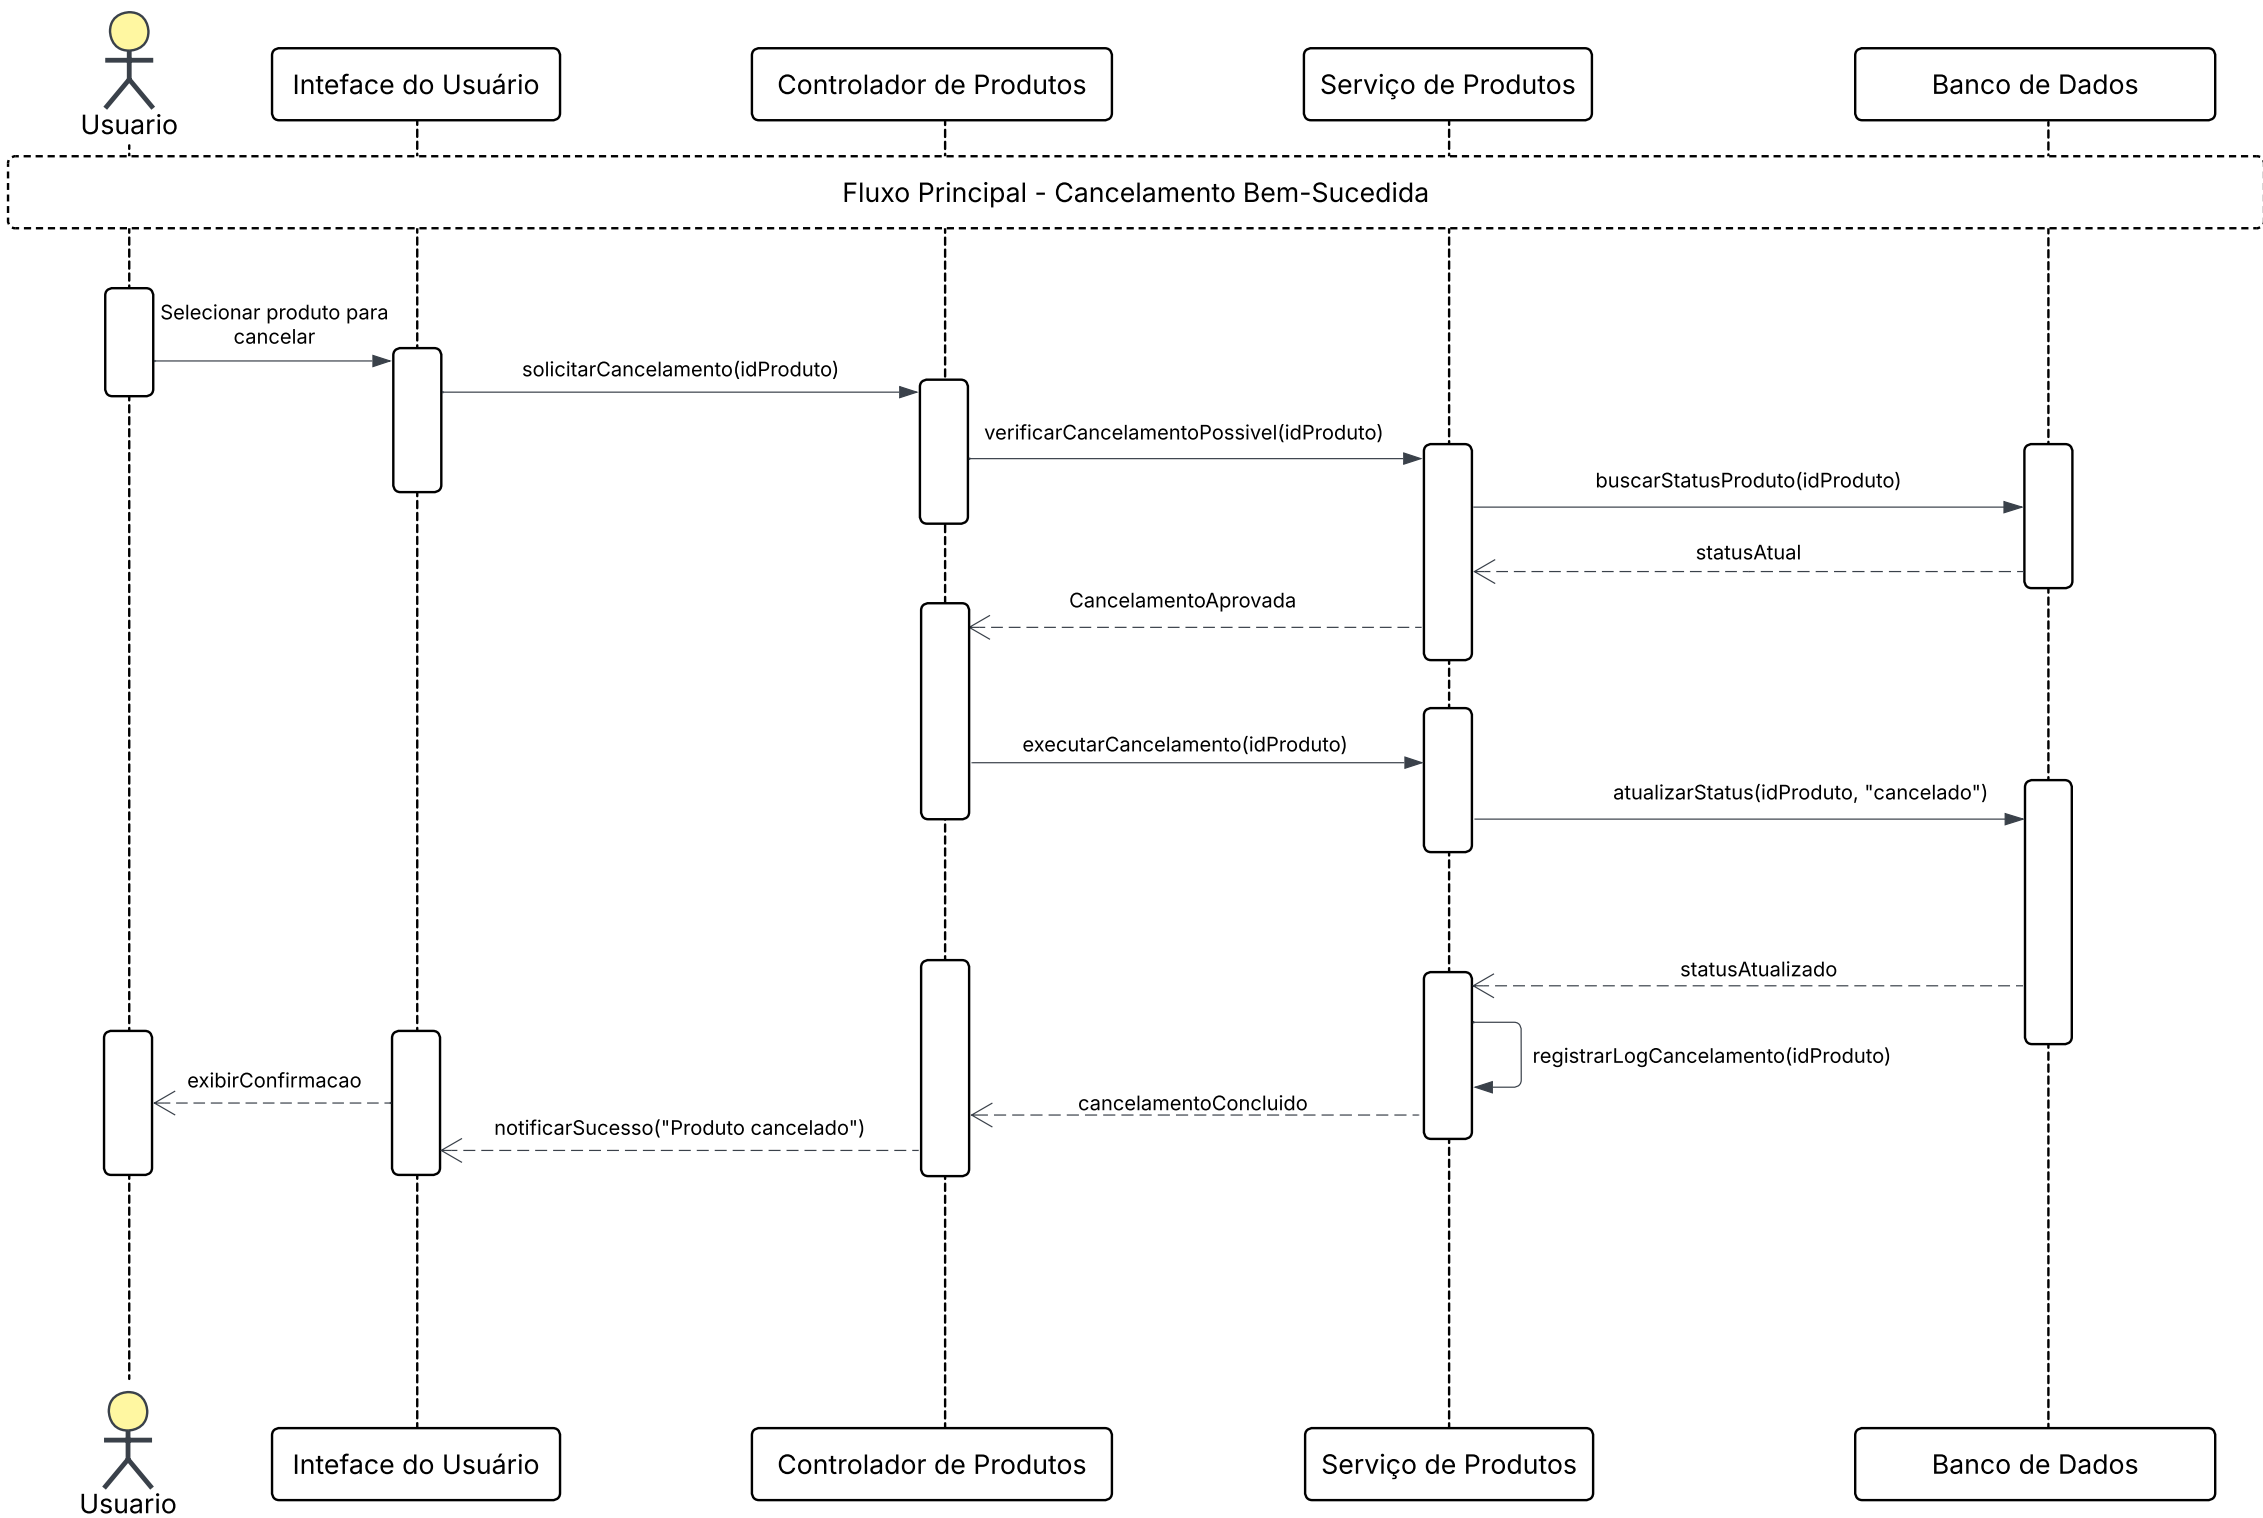 Usuario
Inteface do Usuário
Controlador de Produtos
Serviço de Produtos
Banco de Dados
Fluxo Principal - Cancelamento Bem-Sucedida
Selecionar produto para
cancelar
solicitarCancelamento(idProduto)
verificarCancelamentoPossivel(idProduto)
buscarStatusProduto(idProduto)
statusAtual
CancelamentoAprovada
executarCancelamento(idProduto)
atualizarStatus(idProduto, "cancelado")
statusAtualizado
registrarLogCancelamento(idProduto)
exibirConfirmacao
cancelamentoConcluido
notificarSucesso("Produto cancelado")
Usuario
Inteface do Usuário
Controlador de Produtos
Serviço de Produtos
Banco de Dados